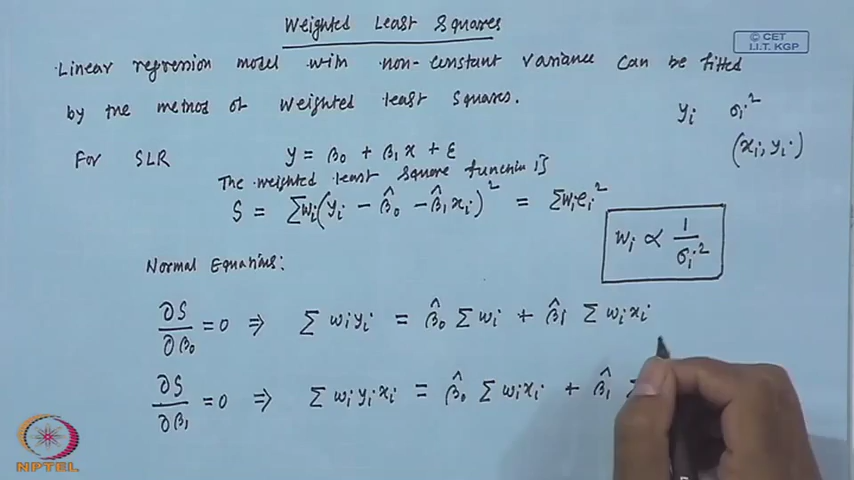 Weighted Least Squares
© CET
I.I.T. KGP
Linear regression model with non-constant variance can be fitted
by the method of weighted least squares.
yᵢ σᵢ²
(xᵢ, yᵢ)
For SLR y = β₀ + β₁ x + ε
The weighted least square function is
S = Σwᵢ(yᵢ - β̂₀ - β̂₁xᵢ)² = Σwᵢeᵢ²
wᵢ ∝ 1/σᵢ²
Normal Equations:
∂S/∂β₀ = 0 ⇒ Σ wᵢyᵢ = β̂₀ Σ wᵢ + β̂₁ Σ wᵢxᵢ
∂S/∂β₁ = 0 ⇒ Σ wᵢyᵢxᵢ = β̂₀ Σ wᵢxᵢ + β̂₁ Σ
NPTEL